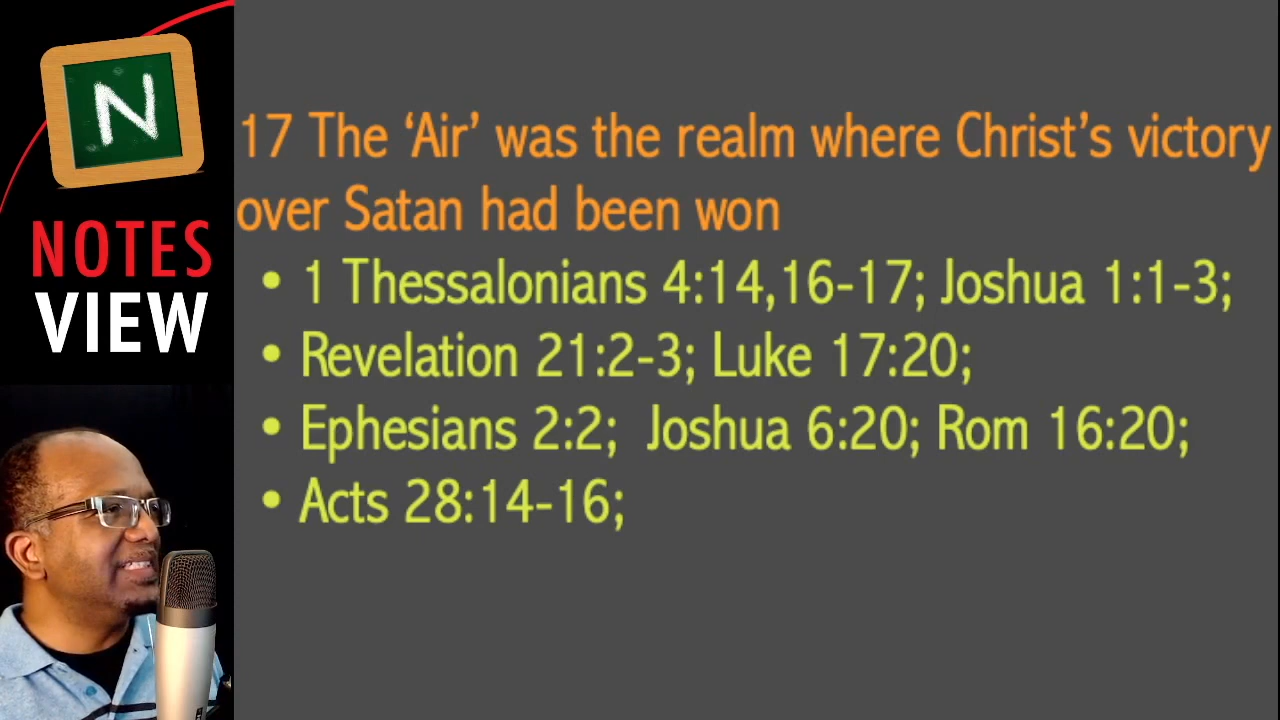 N
NOTES
VIEW
17 The ‘Air’ was the realm where Christ’s victory
over Satan had been won
• 1 Thessalonians 4:14,16-17; Joshua 1:1-3;
• Revelation 21:2-3; Luke 17:20;
• Ephesians 2:2;  Joshua 6:20; Rom 16:20;
• Acts 28:14-16;